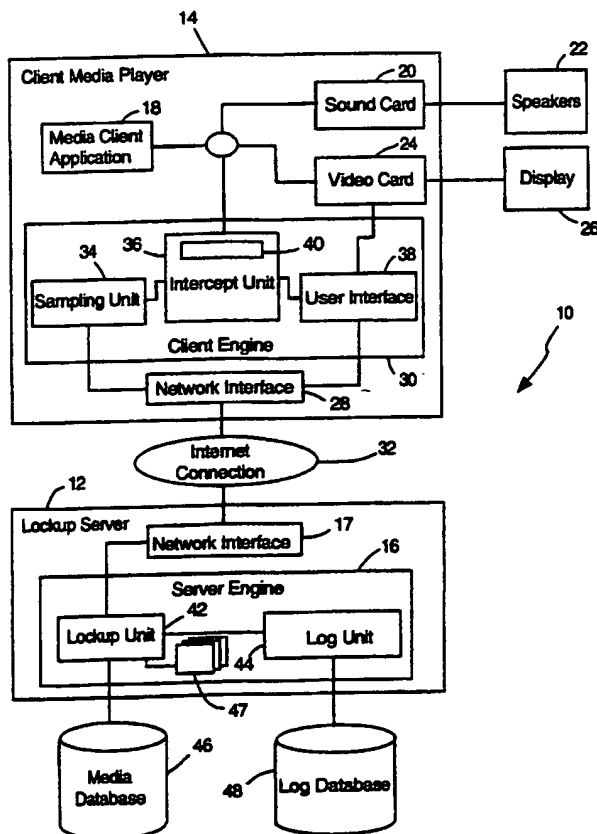 14
Client Media Player
20
22
Sound Card
Speakers
18
Media Client
Application
24
Video Card
Display
26
36
40
34
38
Intercept Unit
Sampling Unit
User Interface
Client Engine
10
30
Network Interface
28
Internet
Connection
32
12
Lockup Server
17
Network Interface
16
Server Engine
42
Lockup Unit
Log Unit
44
47
46
Media
Database
48
Log Database